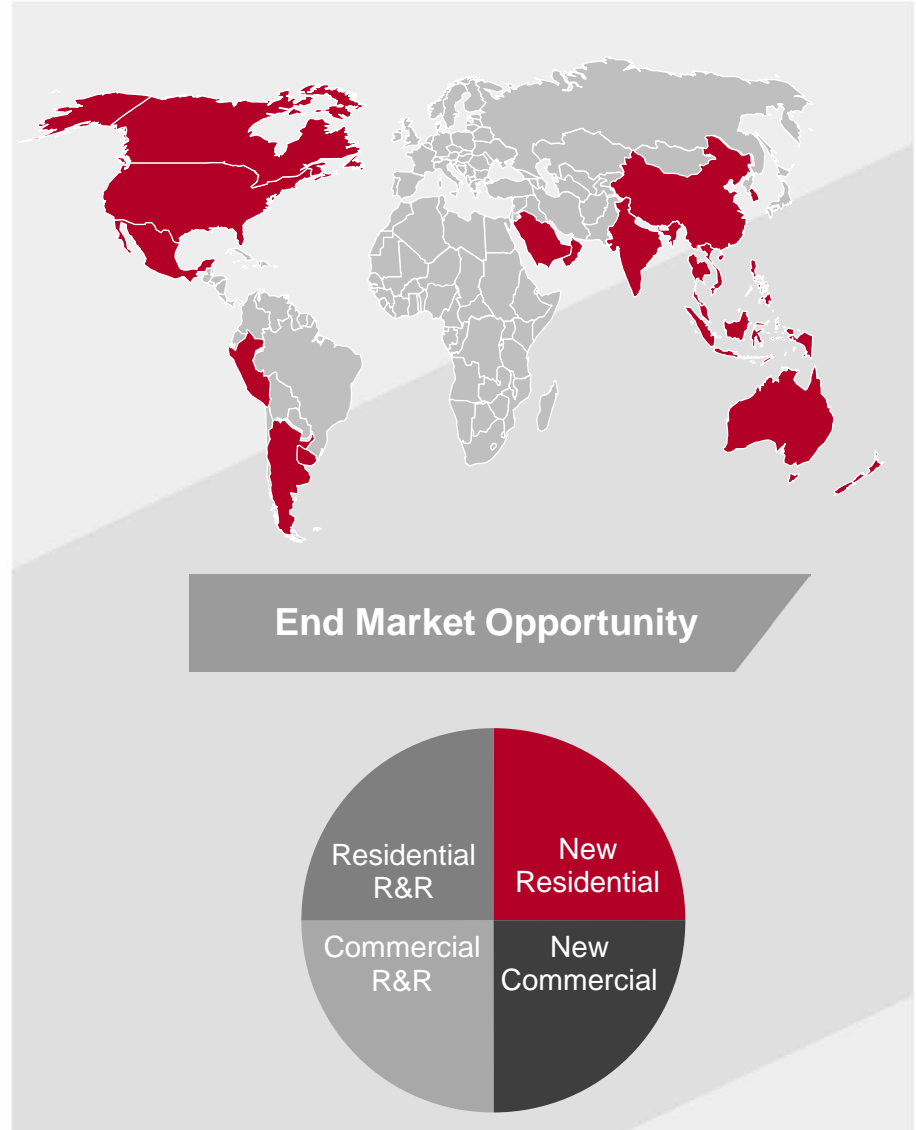 End Market Opportunity
Residential
R&R
New
Residential
Commercial
R&R
New
Commercial